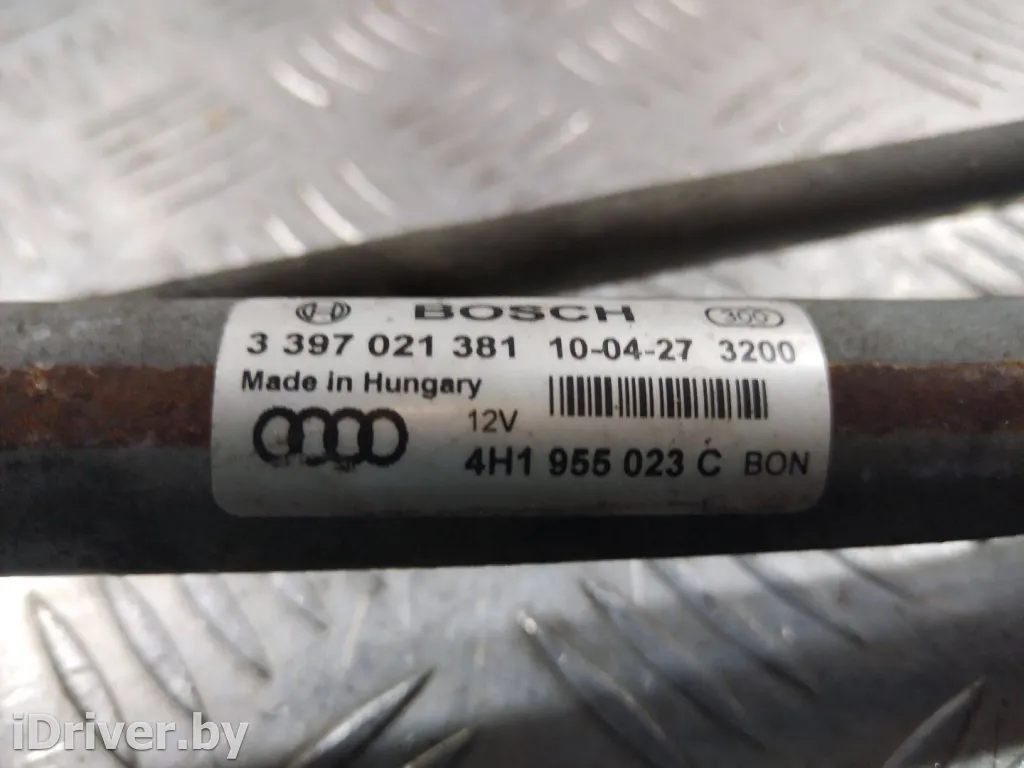 BOSCH 300
3 397 021 381 10-04-27 3200
Made in Hungary
12V
4H1 955 023 C BON
iDriver.by